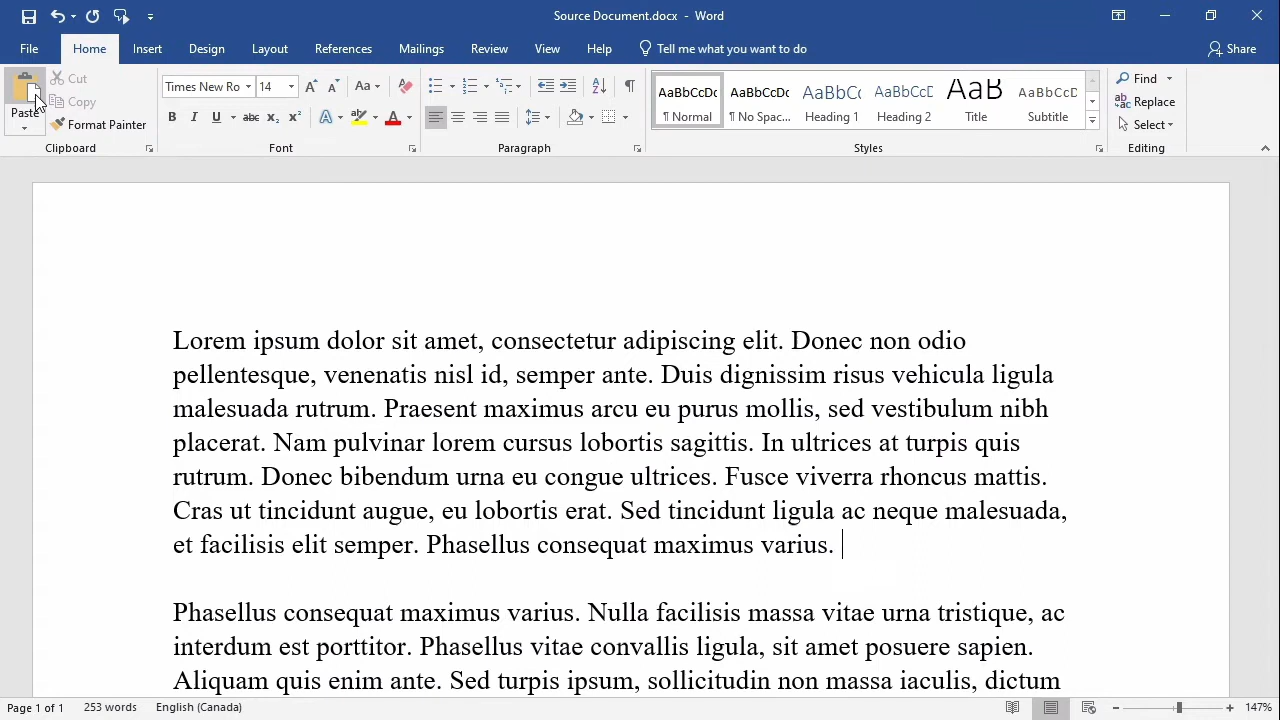 Source Document.docx - Word
File Home Insert Design Layout References Mailings Review View Help Tell me what you want to do Share
Paste
Cut
Copy
Format Painter
Clipboard
Times New Ro 14
Font
Paragraph
AaBbCcDc ¶ Normal
AaBbCcDc ¶ No Spac...
AaBbCc Heading 1
AaBbCcD Heading 2
AaB Title
AaBbCcD Subtitle
Styles
Find
Replace
Select
Editing
Lorem ipsum dolor sit amet, consectetur adipiscing elit. Donec non odio
pellentesque, venenatis nisl id, semper ante. Duis dignissim risus vehicula ligula
malesuada rutrum. Praesent maximus arcu eu purus mollis, sed vestibulum nibh
placerat. Nam pulvinar lorem cursus lobortis sagittis. In ultrices at turpis quis
rutrum. Donec bibendum urna eu congue ultrices. Fusce viverra rhoncus mattis.
Cras ut tincidunt augue, eu lobortis erat. Sed tincidunt ligula ac neque malesuada,
et facilisis elit semper. Phasellus consequat maximus varius.
Phasellus consequat maximus varius. Nulla facilisis massa vitae urna tristique, ac
interdum est porttitor. Phasellus vitae convallis ligula, sit amet posuere sapien.
Aliquam quis enim ante. Sed turpis ipsum, sollicitudin non massa iaculis, dictum
Page 1 of 1 253 words English (Canada) 147%